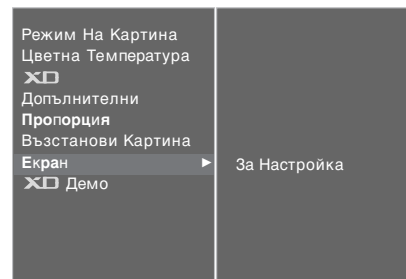 Режим На Картина
Цветна Температура
XD
Допълнителни
Пропорция
Възстанови Картина
Екран ► За Настройка
XD Демо